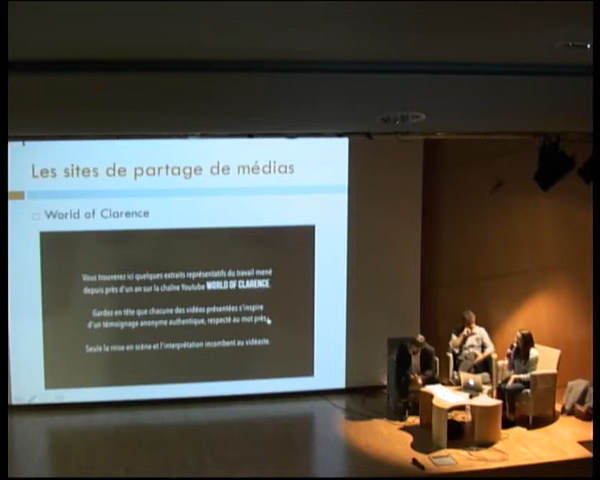 Les sites de partage de médias
World of Clarence
Vous trouverez ici quelques extraits représentatifs du travail mené
depuis près d'un an sur la chaîne Youtube WORLD OF CLARENCE.
Gardez en tête que chacune des vidéos présentées s'inspire
d'un témoignage anonyme authentique, respecté au mot près.
Seule la mise en scène et l'interprétation incombent au vidéaste.